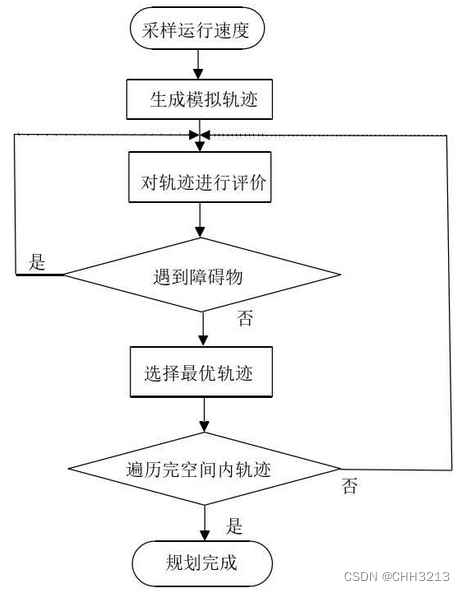 采样运行速度
生成模拟轨迹
对轨迹进行评价
是
遇到障碍物
否
选择最优轨迹
遍历完空间内轨迹
否
是
规划完成
CSDN @CHH3213